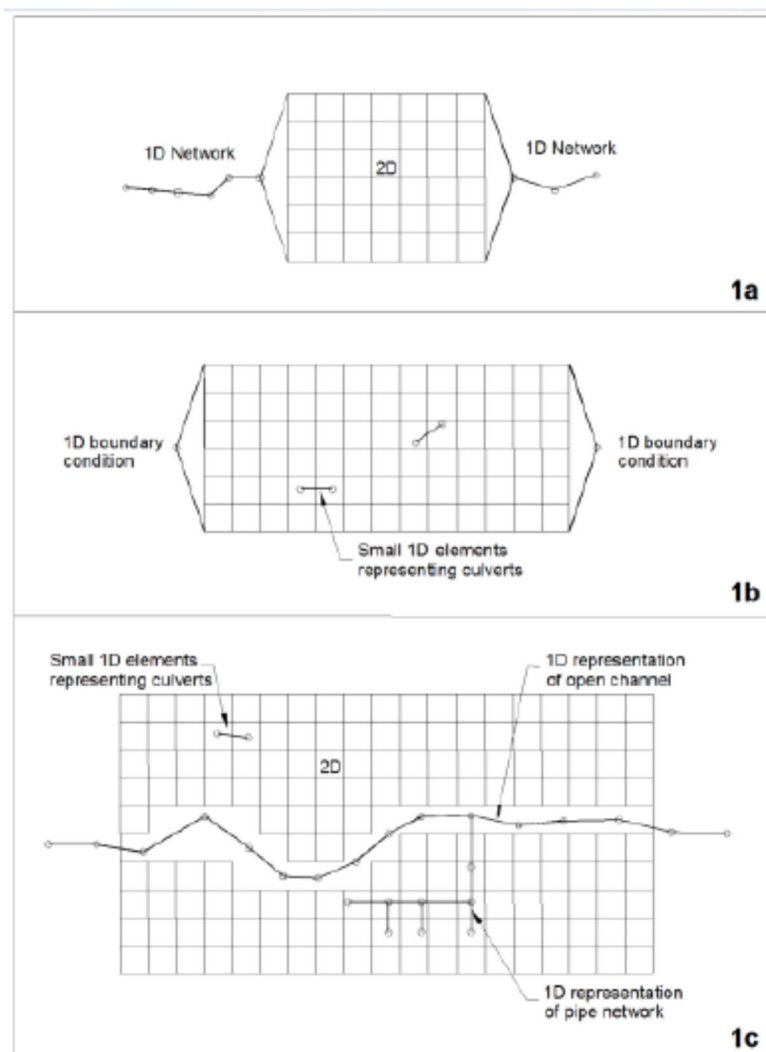 1D Network
2D
1D Network
1a
1D boundary
condition
1D boundary
condition
Small 1D elements
representing culverts
1b
Small 1D elements
representing culverts
1D representation
of open channel
2D
1D representation
of pipe network
1c